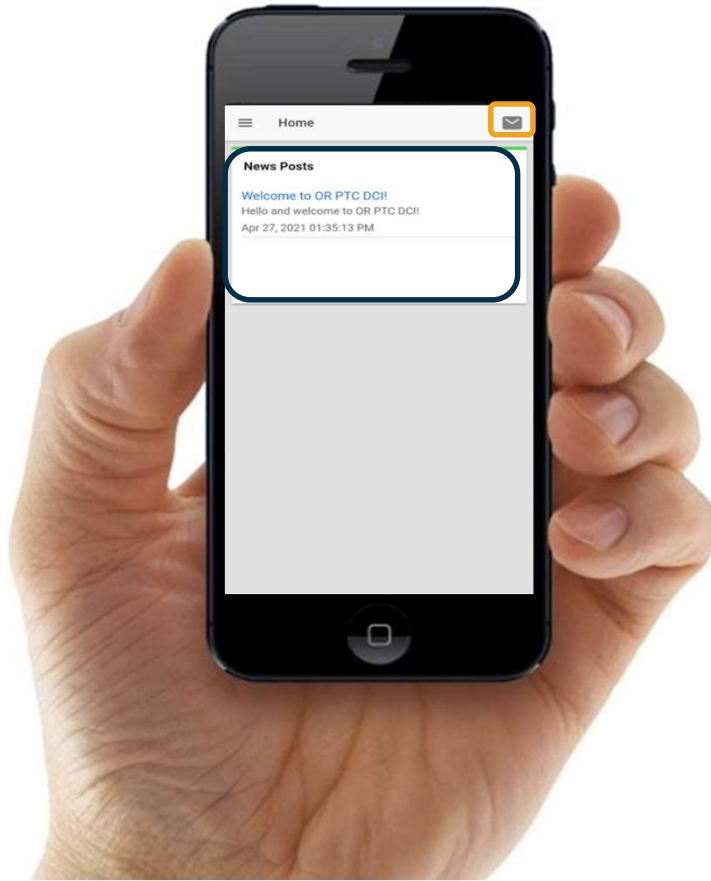 Home
News Posts
Welcome to OR PTC DCI!
Hello and welcome to OR PTC DCI!
Apr 27, 2021 01:35:13 PM